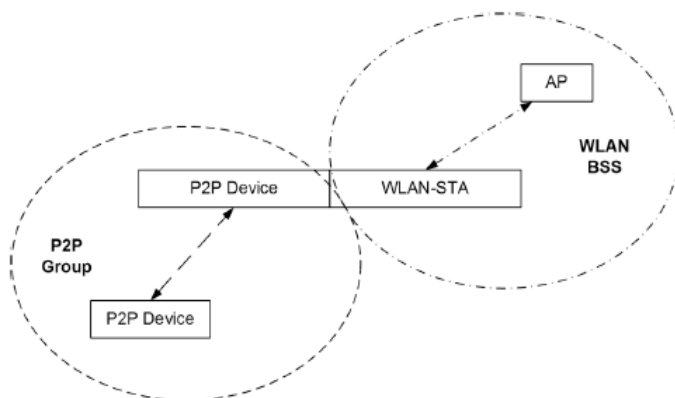 AP
WLAN
BSS
P2P Device
WLAN-STA
P2P
Group
P2P Device